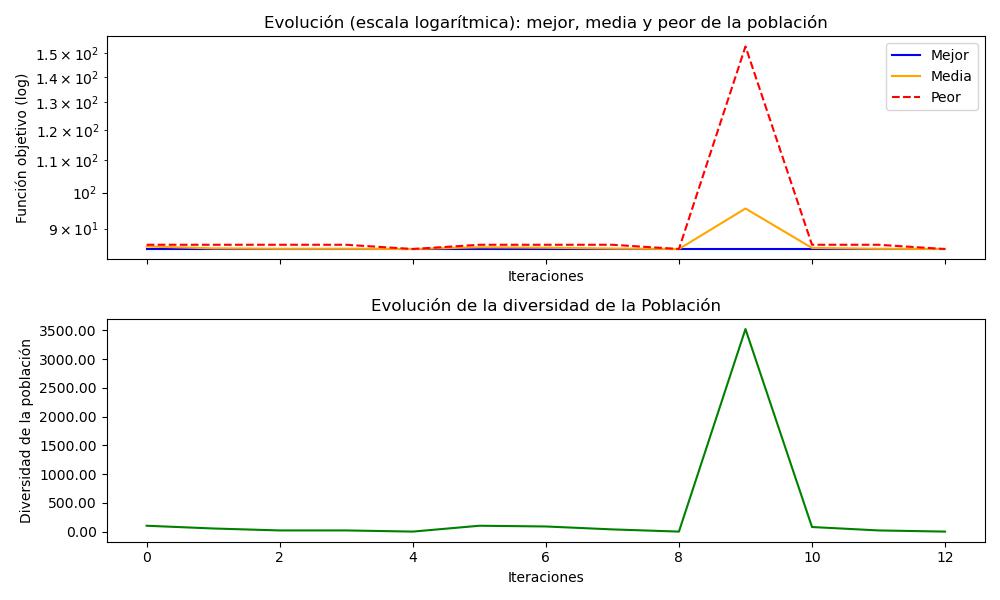 Evolución (escala logarítmica): mejor, media y peor de la población
Función objetivo (log)
1.5 × 10²
1.4 × 10²
1.3 × 10²
1.2 × 10²
1.1 × 10²
10²
9 × 10¹
Mejor
Media
Peor
Iteraciones
Evolución de la diversidad de la Población
Diversidad de la población
3500.00
3000.00
2500.00
2000.00
1500.00
1000.00
500.00
0.00
0 2 4 6 8 10 12
Iteraciones